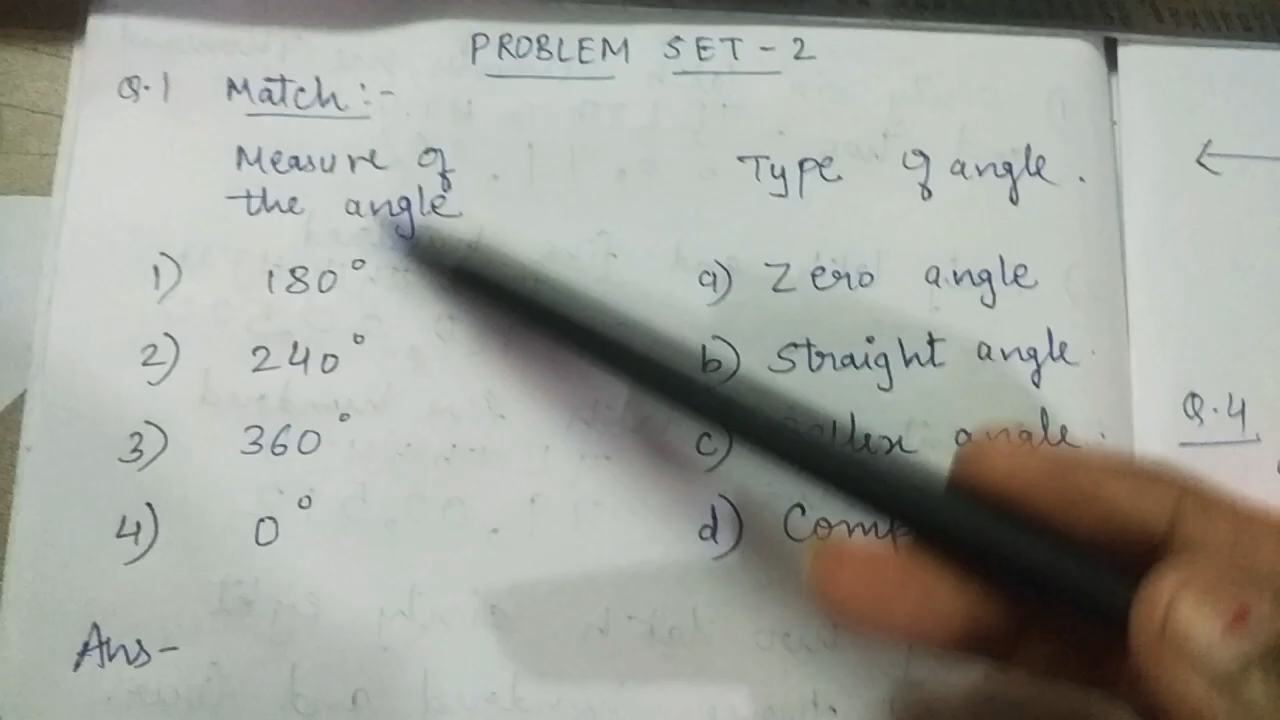 PROBLEM SET-2
Q.1 Match:-
Measure of the angle
Type of angle.
1) 180° a) Zero angle
2) 240° b) Straight angle
3) 360° c) angle.
4) 0° d)
Ans-
Q.4